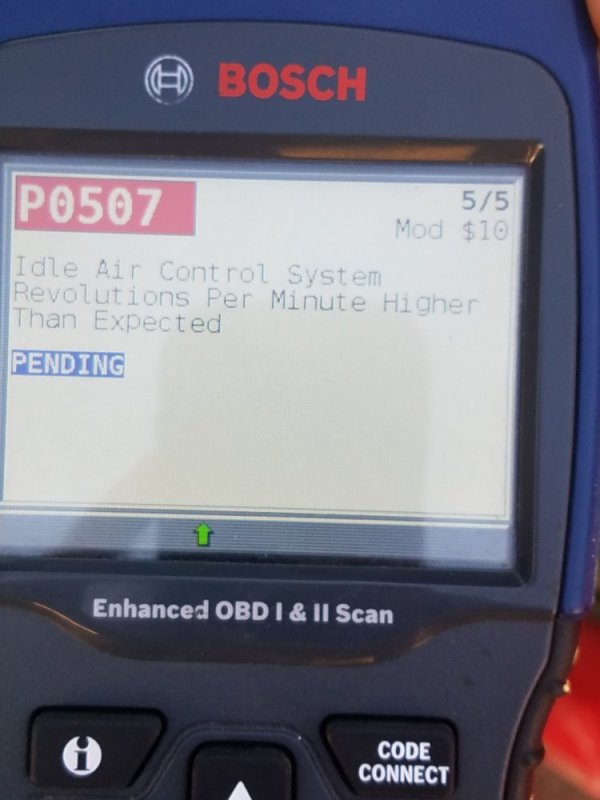 BOSCH
P0507
5/5
Mod $10
Idle Air Control System
Revolutions Per Minute Higher
Than Expected
PENDING
Enhanced OBD I & II Scan
i
CODE
CONNECT